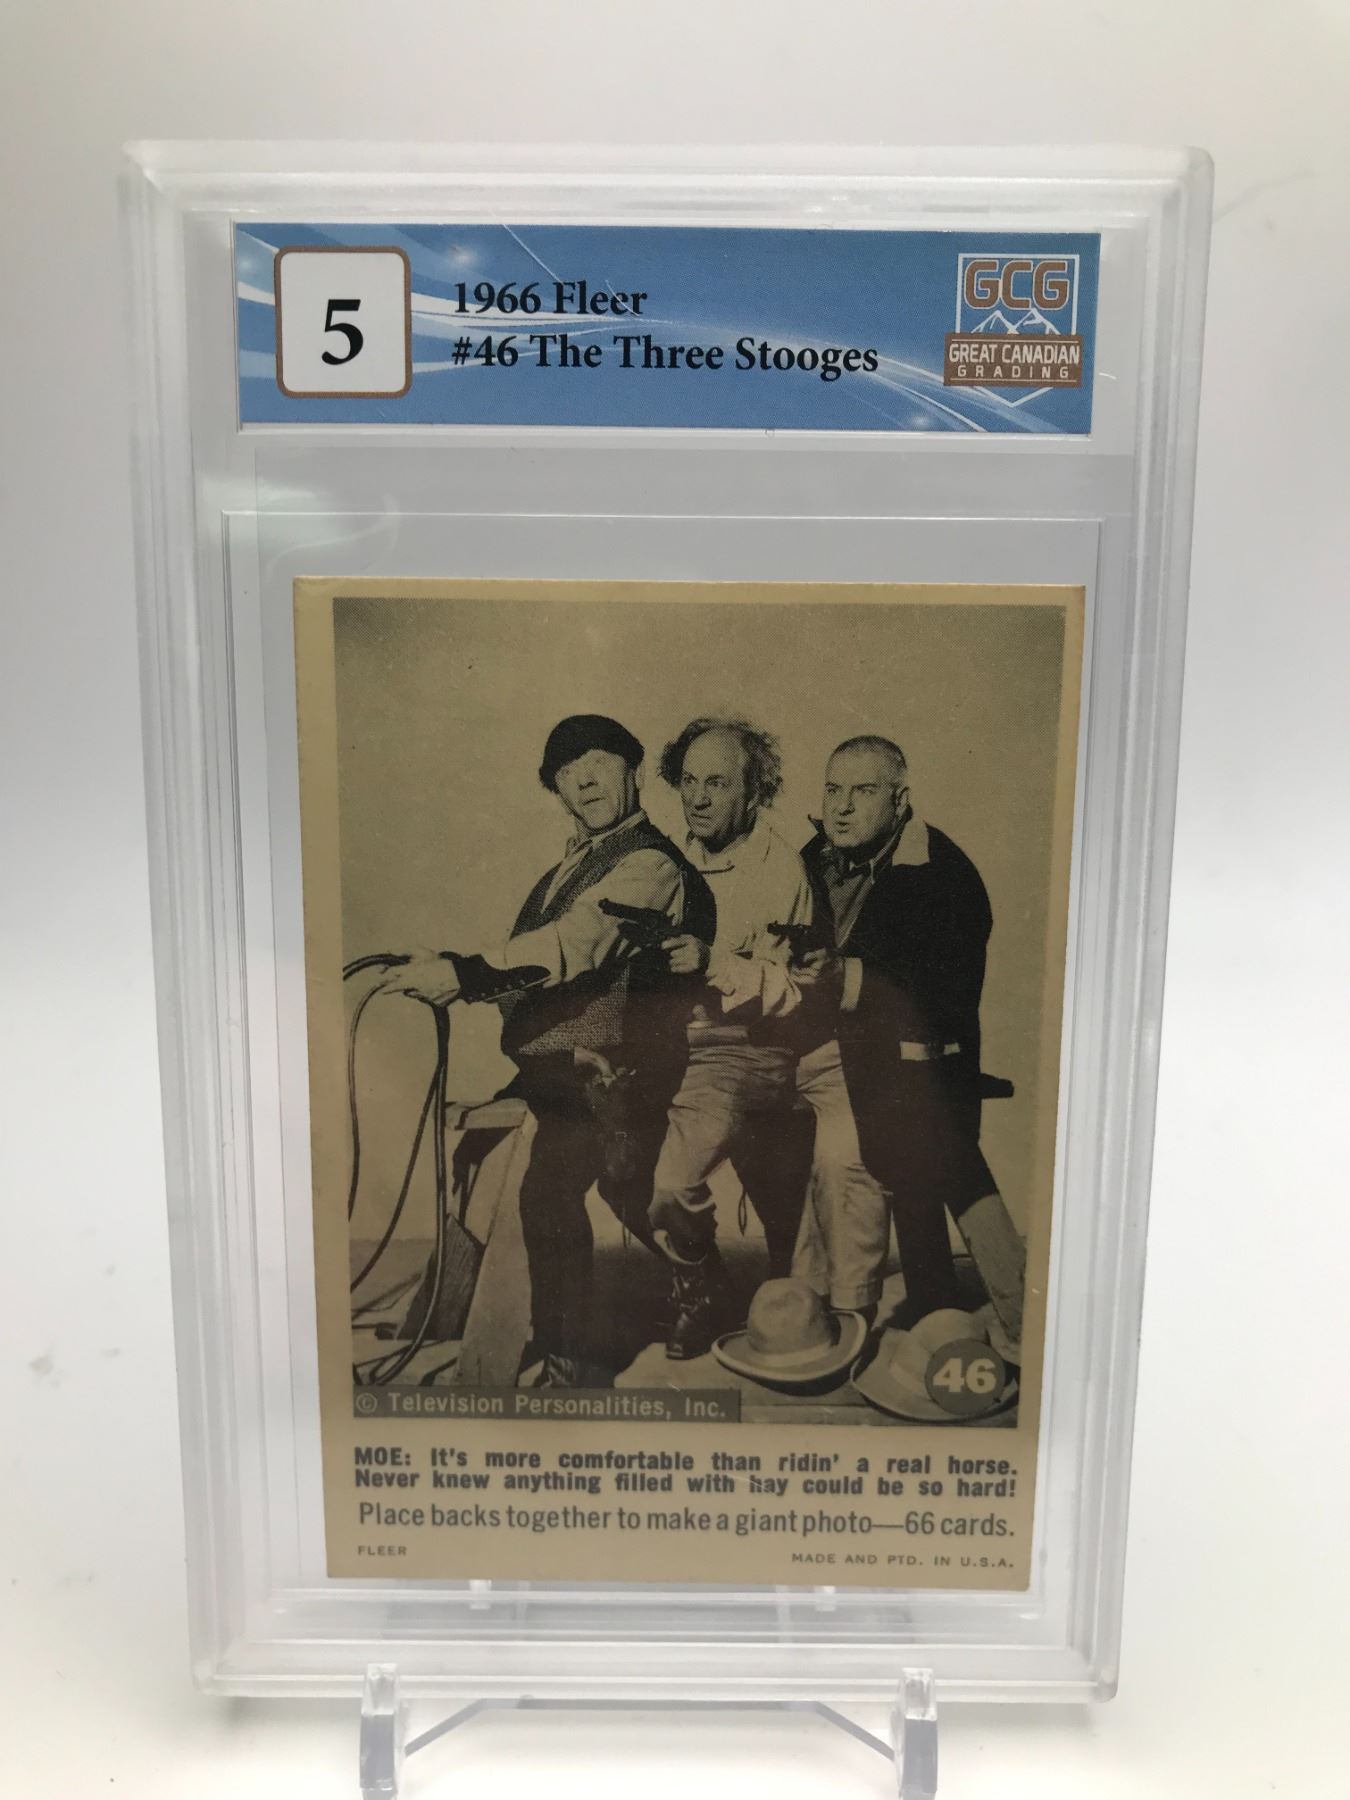 5
1966 Fleer
#46 The Three Stooges
GCG
GREAT CANADIAN
GRADING
46
© Television Personalities, Inc.
MOE: It's more comfortable than ridin' a real horse.
Never knew anything filled with hay could be so hard!
Place backs together to make a giant photo—66 cards.
FLEER
MADE AND PTD. IN U.S.A.